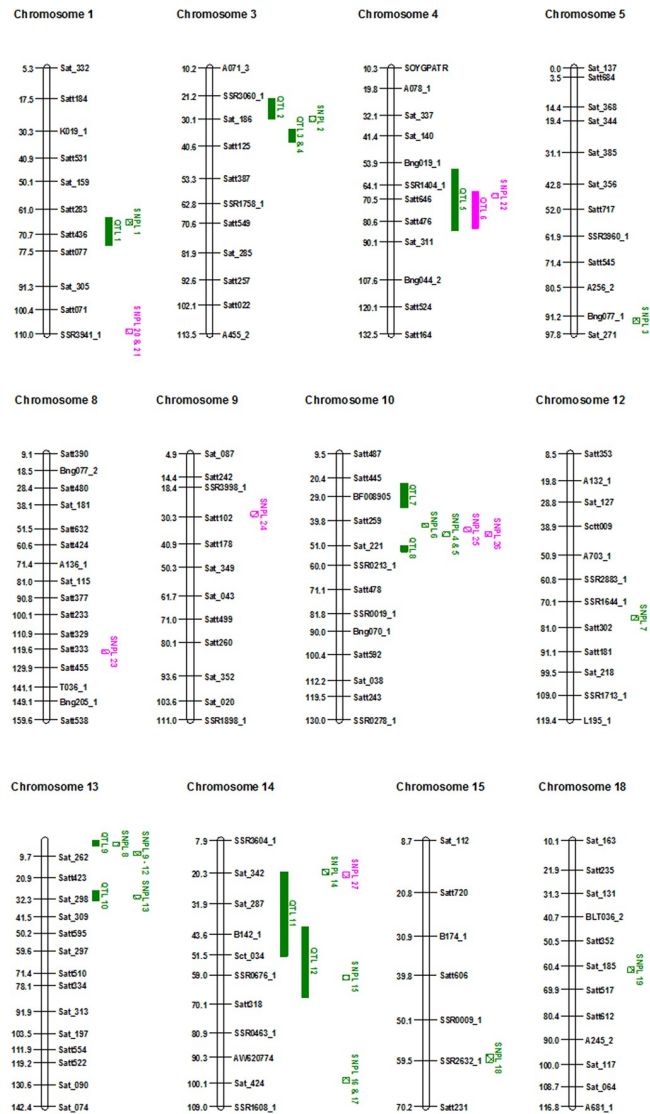 Chromosome 1
5.3 Sat_332
17.5 Satt184
30.3 K019_1
40.9 Satt531
50.1 Sat_159
61.0 Satt283
70.7 Satt436
77.5 Satt077
91.3 Sat_305
100.4 Satt071
110.0 SSR3941_1
QTL 1
SNPL 1
SNPL 20 & 21
Chromosome 3
10.2 A071_3
21.2 SSR3060_1
30.1 Sat_186
40.6 Satt125
53.3 Satt387
62.8 SSR1758_1
70.6 Satt549
81.9 Sat_285
92.6 Satt257
102.1 Satt022
113.5 A455_2
QTL 2
QTL 3 & 4
SNPL 2
Chromosome 4
10.3 SOYGPATR
19.8 A078_1
32.1 Sat_337
41.4 Sat_140
53.9 Bng019_1
64.1 SSR1404_1
70.5 Satt646
80.6 Satt476
90.1 Sat_311
107.6 Bng044_2
120.1 Satt524
132.5 Satt164
QTL 5
QTL 6
SNPL 22
Chromosome 5
0.0 Sat_137
3.5 Satt684
14.4 Sat_368
19.4 Sat_344
31.1 Sat_385
42.8 Sat_356
52.0 Satt717
61.9 SSR3960_1
71.4 Satt545
80.5 A256_2
91.2 Bng077_1
97.8 Sat_271
SNPL 3
Chromosome 8
9.1 Satt390
18.5 Bng077_2
28.4 Satt480
38.1 Sat_181
51.5 Satt632
60.6 Satt424
71.4 A136_1
81.0 Sat_115
90.8 Satt377
100.1 Satt233
110.9 Satt329
119.6 Satt333
129.9 Satt455
141.1 T036_1
149.1 Bng205_1
159.6 Satt538
SNPL 23
Chromosome 9
4.9 Sat_087
14.4 Satt242
18.4 SSR3998_1
30.3 Satt102
40.9 Satt178
50.3 Sat_349
61.7 Sat_043
71.0 Satt499
80.1 Satt260
93.6 Sat_352
103.6 Sat_020
111.0 SSR1898_1
SNPL 24
Chromosome 10
9.5 Satt487
20.4 Satt445
29.0 BF008905
39.8 Satt259
51.0 Sat_221
60.0 SSR0213_1
71.1 Satt478
81.8 SSR0019_1
90.0 Bng070_1
100.4 Satt592
112.2 Sat_038
119.5 Satt243
130.0 SSR0278_1
QTL 7
QTL 8
SNPL 6
SNPL 4 & 5
SNPL 25
SNPL 26
Chromosome 12
8.5 Satt353
19.8 A132_1
28.8 Sat_127
38.9 Sctt009
50.9 A703_1
60.8 SSR2883_1
70.1 SSR1644_1
81.0 Satt302
91.1 Satt181
99.5 Sat_218
109.0 SSR1713_1
119.4 L195_1
SNPL 7
Chromosome 13
9.7 Sat_262
20.9 Satt423
32.3 Sat_298
41.5 Sat_309
50.2 Satt595
59.6 Sat_297
71.4 Satt510
78.1 Satt334
91.9 Sat_313
103.5 Sat_197
111.9 Satt554
119.2 Satt522
130.6 Sat_090
142.4 Sat_074
QTL 9
QTL 10
SNPL 8
SNPL 9 - 12
SNPL 13
Chromosome 14
7.9 SSR3604_1
20.3 Sat_342
31.9 Sat_287
43.6 B142_1
51.5 Sct_034
59.0 SSR0676_1
70.1 Satt318
80.9 SSR0463_1
90.3 AW620774
100.1 Sat_424
109.0 SSR1608_1
QTL 11
QTL 12
SNPL 14
SNPL 27
SNPL 15
SNPL 16 & 17
Chromosome 15
8.7 Sat_112
20.8 Satt720
30.9 B174_1
39.8 Satt606
50.1 SSR0009_1
59.5 SSR2632_1
70.2 Satt231
SNPL 18
Chromosome 18
10.1 Sat_163
21.9 Satt235
31.3 Sat_131
40.7 BLT036_2
50.5 Satt352
60.4 Sat_185
69.9 Satt517
80.4 Satt612
90.0 A245_2
100.0 Sat_117
108.7 Sat_064
116.8 A681_1
SNPL 19